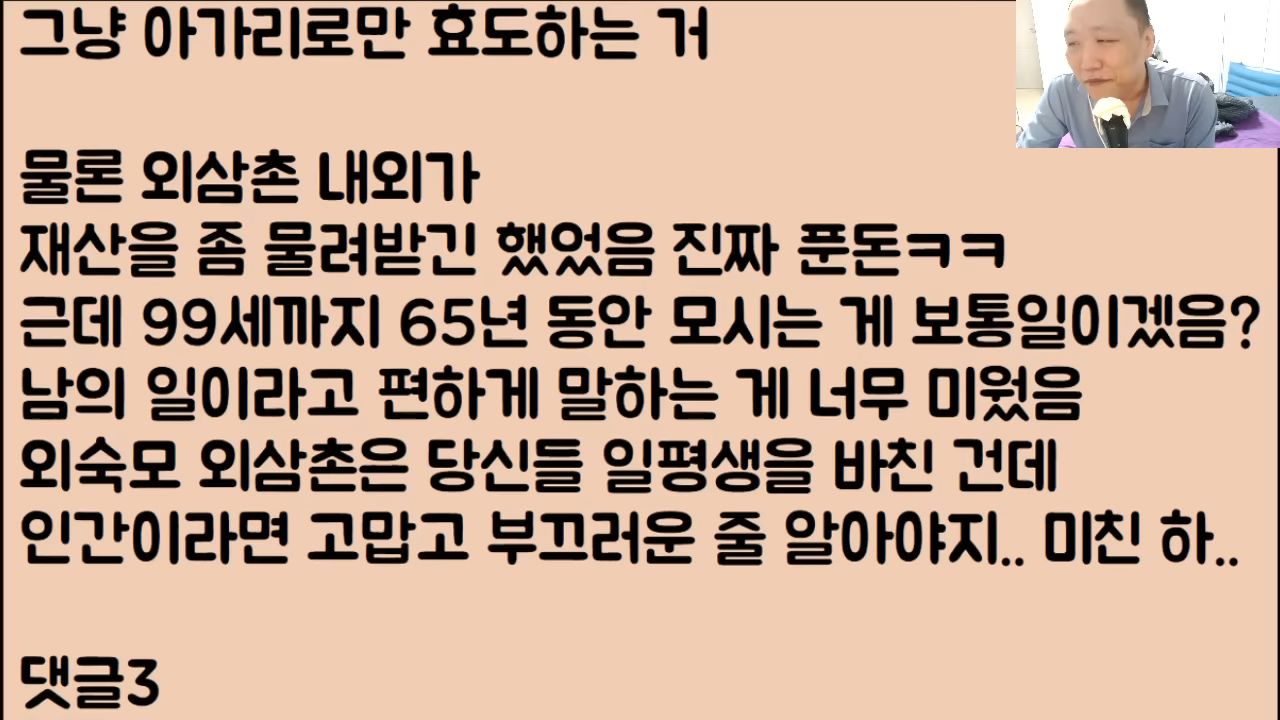 그냥 아가리로만 효도하는 거
물론 외삼촌 내외가
재산을 좀 물려받긴 했었음 진짜 푼돈ㅋㅋ
근데 99세까지 65년 동안 모시는 게 보통일이겠음?
남의 일이라고 편하게 말하는 게 너무 미웠음
외숙모 외삼촌은 당신들 일평생을 바친 건데
인간이라면 고맙고 부끄러운 줄 알아야지.. 미친 하..
댓글3